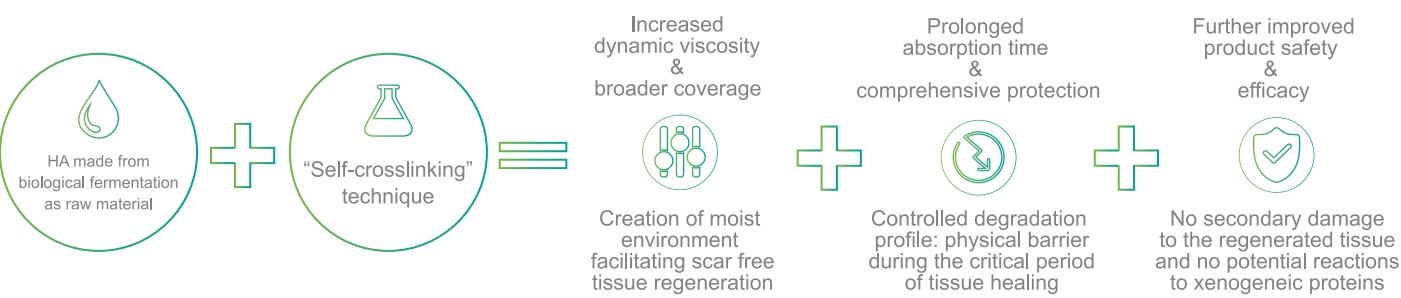 HA made from
biological fermentation
as raw material
“Self-crosslinking”
technique
Increased
dynamic viscosity
&
broader coverage
Creation of moist
environment
facilitating scar free
tissue regeneration
Prolonged
absorption time
&
comprehensive protection
Controlled degradation
profile: physical barrier
during the critical period
of tissue healing
Further improved
product safety
&
efficacy
No secondary damage
to the regenerated tissue
and no potential reactions
to xenogeneic proteins